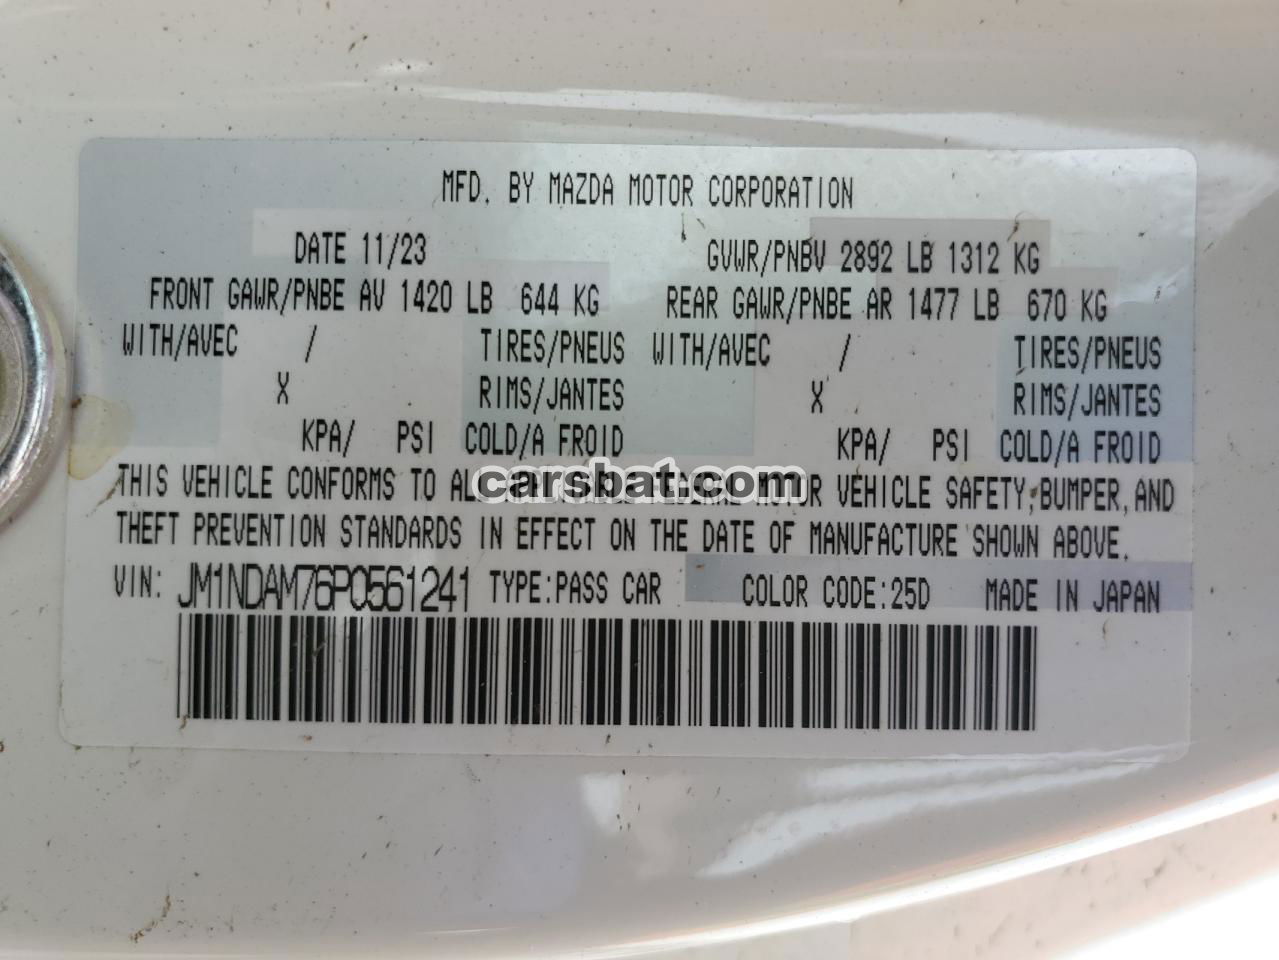 MFD. BY MAZDA MOTOR CORPORATION
DATE 11/23 GVWR/PNBV 2892 LB 1312 KG
FRONT GAWR/PNBE AV 1420 LB 644 KG REAR GAWR/PNBE AR 1477 LB 670 KG
WITH/AVEC / TIRES/PNEUS WITH/AVEC / TIRES/PNEUS
X RIMS/JANTES X RIMS/JANTES
KPA/ PSI COLD/A FROID KPA/ PSI COLD/A FROID
THIS VEHICLE CONFORMS TO ALL MOTOR VEHICLE SAFETY, BUMPER, AND
carsbat.com
THEFT PREVENTION STANDARDS IN EFFECT ON THE DATE OF MANUFACTURE SHOWN ABOVE.
VIN: JM1NDAM76P0561241 TYPE:PASS CAR COLOR CODE:25D MADE IN JAPAN